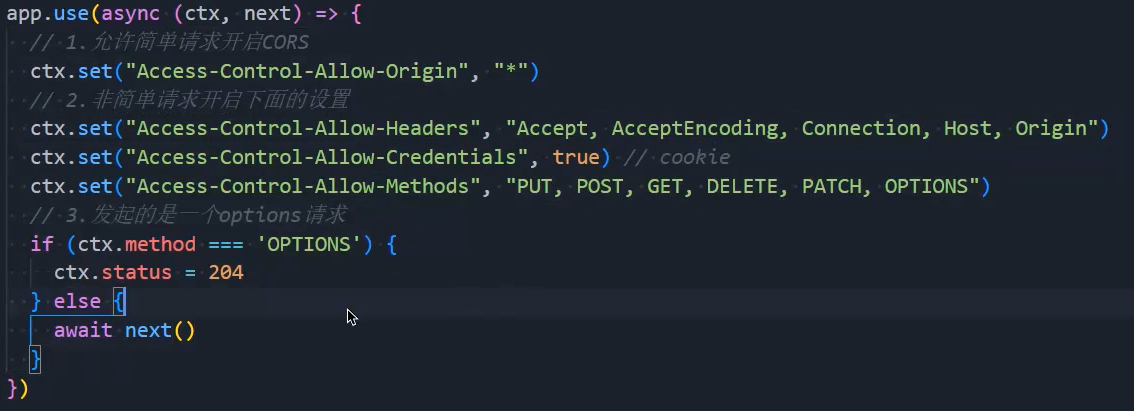 app.use(async (ctx, next) => {
  // 1.允许简单请求开启CORS
  ctx.set("Access-Control-Allow-Origin", "*")
  // 2.非简单请求开启下面的设置
  ctx.set("Access-Control-Allow-Headers", "Accept, AcceptEncoding, Connection, Host, Origin")
  ctx.set("Access-Control-Allow-Credentials", true) // cookie
  ctx.set("Access-Control-Allow-Methods", "PUT, POST, GET, DELETE, PATCH, OPTIONS")
  // 3.发起的是一个options请求
  if (ctx.method === 'OPTIONS') {
    ctx.status = 204
  } else {
    await next()
  }
})